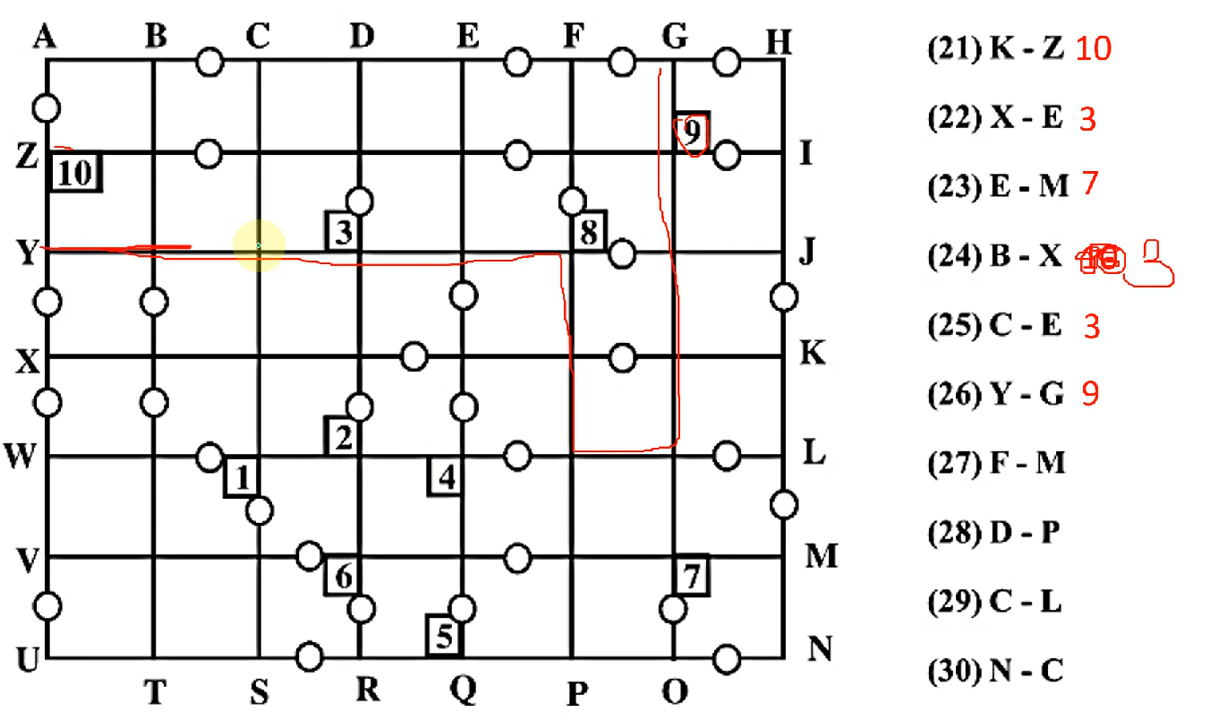 A B C D E F G H
(21) K - Z 10
9
(22) X - E 3
Z 10 I
(23) E - M 7
3 8
Y J
(24) B - X
(25) C - E 3
X K
(26) Y - G 9
2
W L
1 4
(27) F - M
(28) D - P
V M
6 7
(29) C - L
5
U N
(30) N - C
T S R Q P O